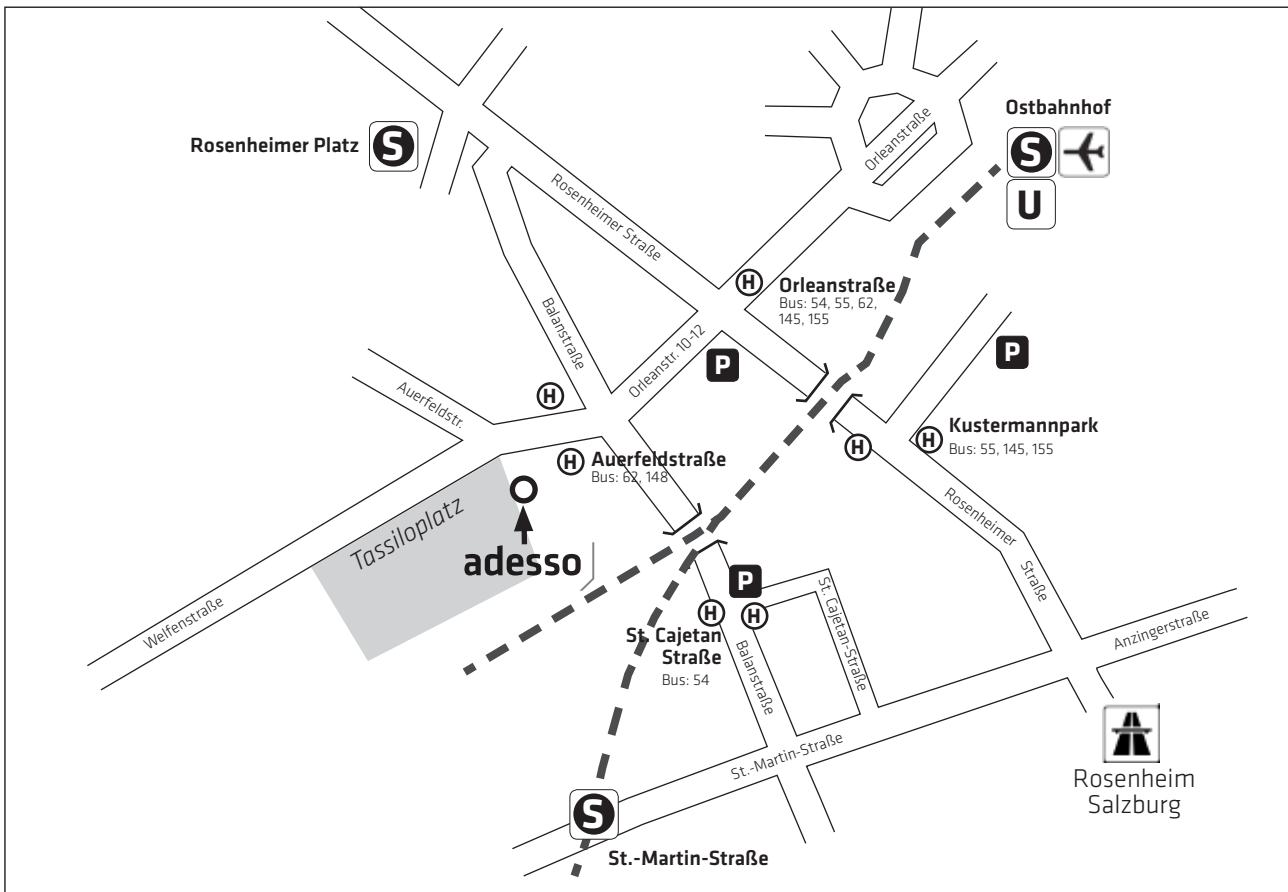 Ostbahnhof
Rosenheimer Platz
S
S
U
Orleanstraße
Rosenheimer Straße
H
Orleanstraße
Bus: 54, 55, 62,
145, 155
Balanstraße
Orleanstr. 10-12
P
P
Auerfeldstr.
H
H
Kustermannpark
Bus: 55, 145, 155
H
H
Auerfeldstraße
Bus: 62, 148
Tassiloplatz
adesso
Rosenheimer
Straße
Welfenstraße
P
H
H
St. Cajetan-Straße
St. Cajetan
Straße
Bus: 54
Balanstraße
Anzingerstraße
St.-Martin-Straße
Rosenheim
Salzburg
S
St.-Martin-Straße